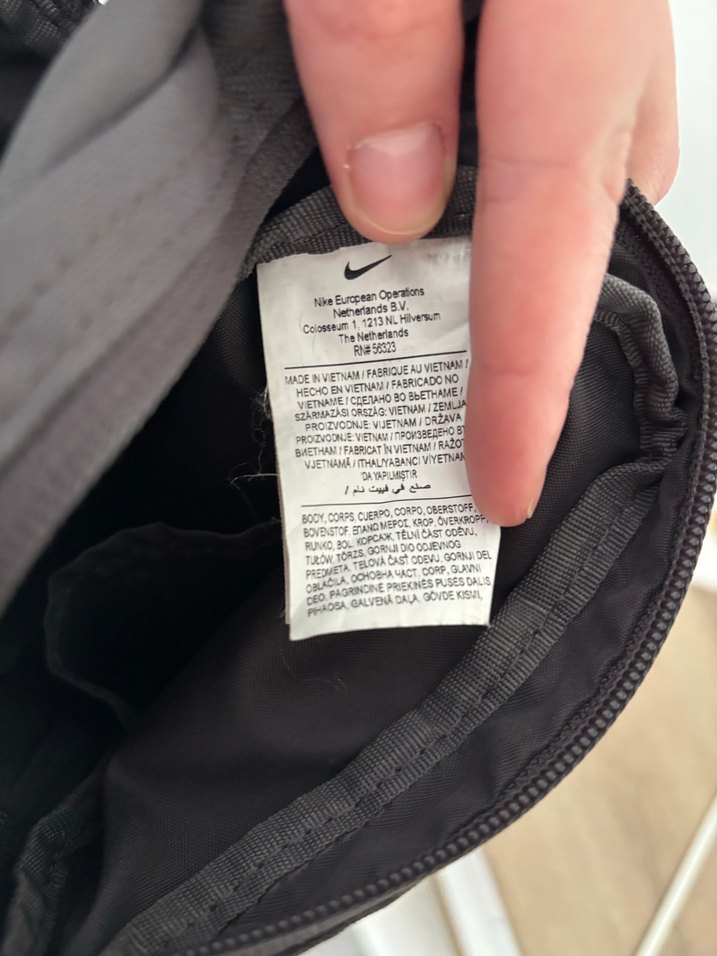 Nike European Operations
Netherlands B.V.
Colosseum 1, 1213 NL Hilversum
The Netherlands
RN# 56323
MADE IN VIETNAM / FABRIQUE AU VIETNAM /
HECHO EN VIETNAM / FABRICADO NO
VIETNAME / СДЕЛАНО ВО ВЬЕТНАМЕ /
SZÁRMAZÁSI ORSZÁG: VIETNAM / ZEMLJA
PROIZVODNJE: VIJETNAM / DRŽAVA
PROIZVODNJE: VIETNAM / ПРОИЗВЕДЕНО ВЪ
ВИЕТНАМ / FABRICAT ÎN VIETNAM / RAŽOT
VJETNAMĀ / ITHALIYABANCI VİYETNAM
'DA YAPILMIŞTIR
صنع في فييت نام /
BODY, CORPS, CUERPO, CORPO, OBERSTOFF,
BOVENSTOF, ΕΠΑΝΩ ΜΕΡΟΣ, KROP, ÖVERKROPP,
RUNKO, BOL, КОРСАЖ, TĚLNÍ ČÁST ODĚVU,
TUŁÓW, TÖRZS, GORNJI DIO ODJEVNOG
PREDMETA, TELOVÁ ČASŤ ODEVU, GORNJI DEL
OBLAČILA, ОСНОВНА ЧАСТ, CORP, GLAVNI
DEO, PAGRINDINĖ PRIEKINĖS PUSĖS DALIS
PIHAOSA, GALVENĀ DAĻA, GÖVDE KISMI,